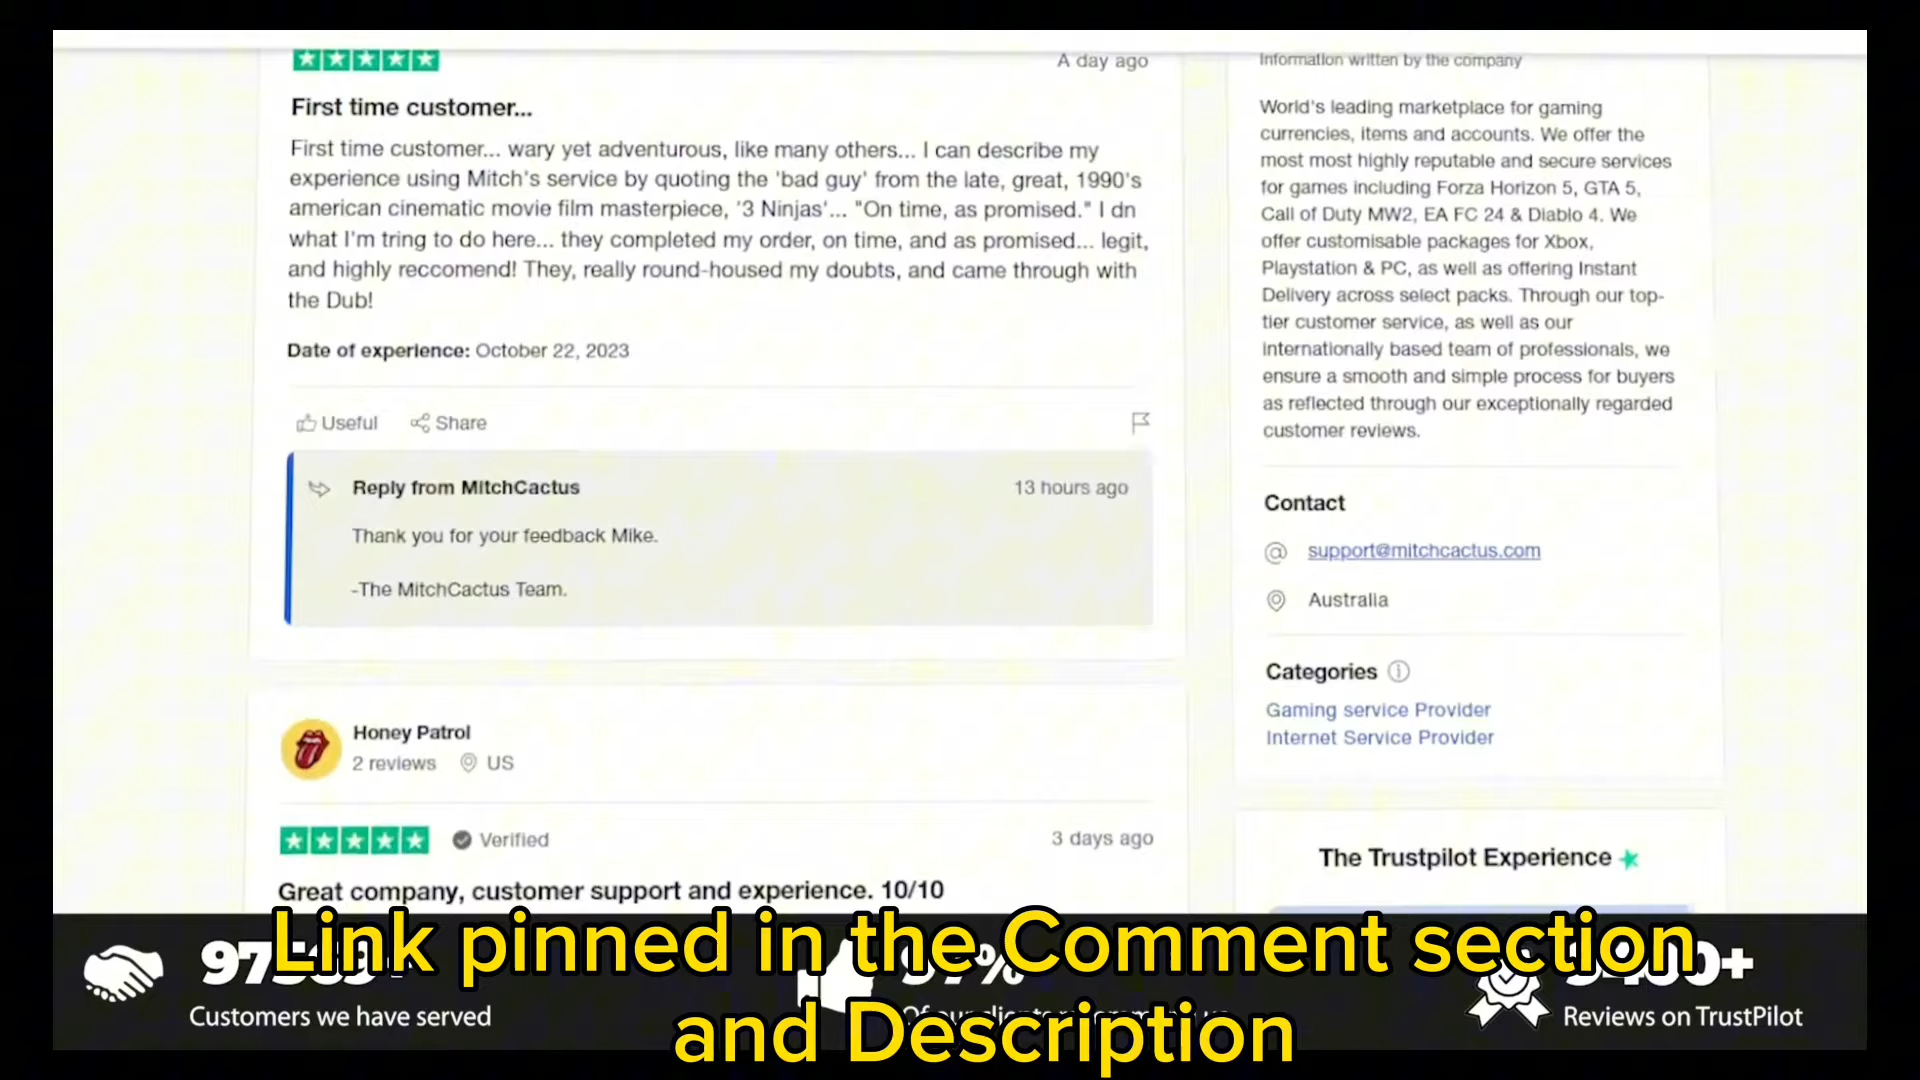 A day ago
First time customer...
First time customer... wary yet adventurous, like many others... I can describe my
experience using Mitch's service by quoting the 'bad guy' from the late, great, 1990's
american cinematic movie film masterpiece, '3 Ninjas'... "On time, as promised." I dn
what I'm tring to do here... they completed my order, on time, and as promised... legit,
and highly reccomend! They, really round-housed my doubts, and came through with
the Dub!
Date of experience: October 22, 2023
Useful Share
Reply from MitchCactus 13 hours ago
Thank you for your feedback Mike.
-The MitchCactus Team.
Honey Patrol
2 reviews US
Verified 3 days ago
Great company, customer support and experience. 10/10
Information written by the company
World's leading marketplace for gaming
currencies, items and accounts. We offer the
most most highly reputable and secure services
for games including Forza Horizon 5, GTA 5,
Call of Duty MW2, EA FC 24 & Diablo 4. We
offer customisable packages for Xbox,
Playstation & PC, as well as offering Instant
Delivery across select packs. Through our top-
tier customer service, as well as our
internationally based team of professionals, we
ensure a smooth and simple process for buyers
as reflected through our exceptionally regarded
customer reviews.
Contact
support@mitchcactus.com
Australia
Categories
Gaming service Provider
Internet Service Provider
The Trustpilot Experience
Link pinned in the Comment section
and Description
Customers we have served
Reviews on TrustPilot